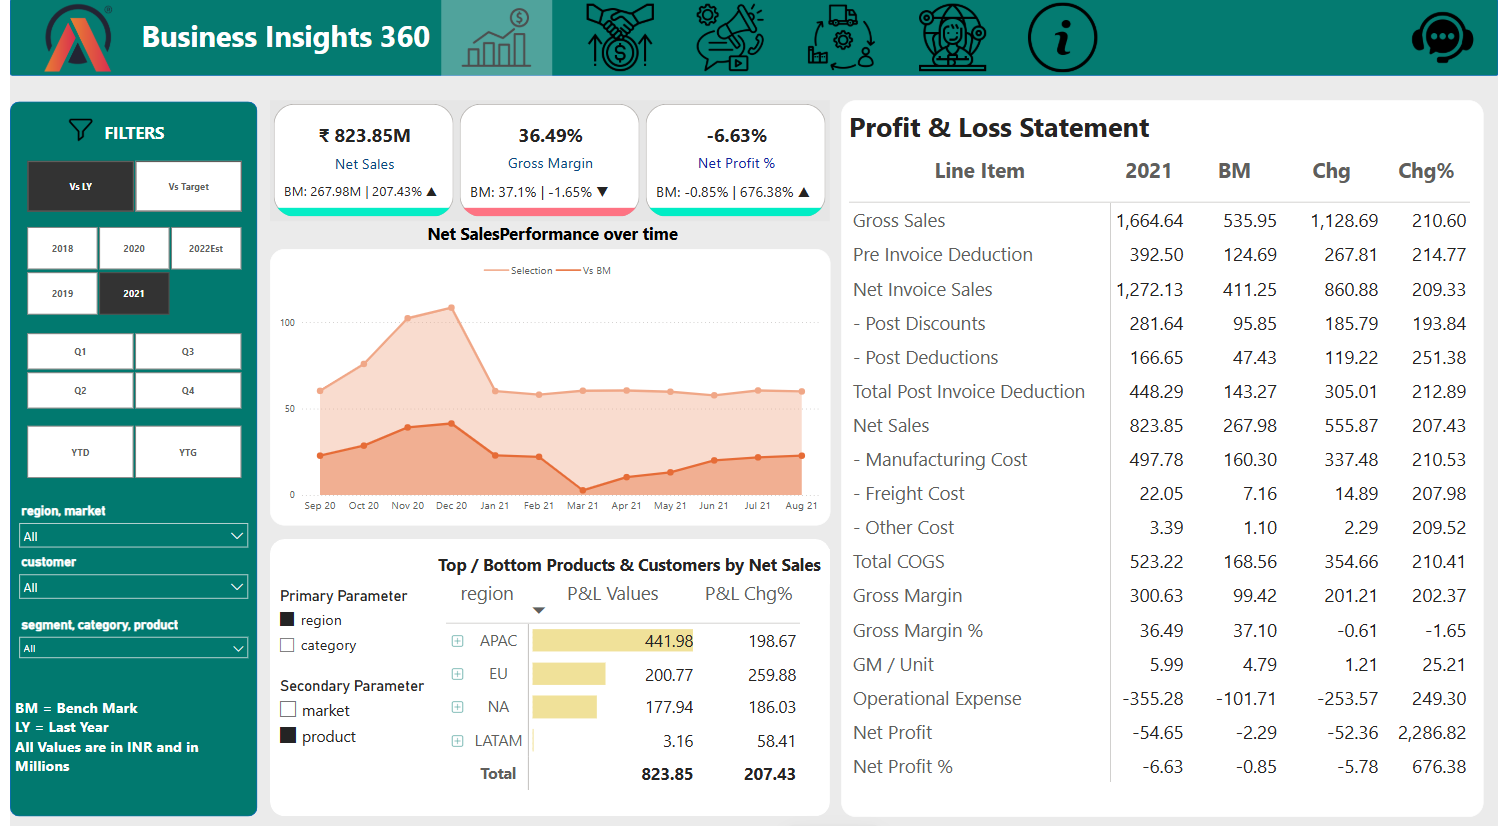 Business Insights 360
FILTERS
Vs LY
Vs Target
2018
2020
2022Est
2019
2021
Q1
Q3
Q2
Q4
YTD
YTG
region, market
All
customer
All
segment, category, product
All
BM = Bench Mark
LY = Last Year
All Values are in INR and in
Millions
₹ 823.85M
Net Sales
BM: 267.98M | 207.43% ▲
36.49%
Gross Margin
BM: 37.1% | -1.65% ▼
-6.63%
Net Profit %
BM: -0.85% | 676.38% ▲
Net SalesPerformance over time
Selection Vs BM
100
50
0
Sep 20 Oct 20 Nov 20 Dec 20 Jan 21 Feb 21 Mar 21 Apr 21 May 21 Jun 21 Jul 21 Aug 21
Primary Parameter
region
category
Secondary Parameter
market
product
Top / Bottom Products & Customers by Net Sales
region P&L Values P&L Chg%
APAC 441.98 198.67
EU 200.77 259.88
NA 177.94 186.03
LATAM 3.16 58.41
Total 823.85 207.43
Profit & Loss Statement
Line Item 2021 BM Chg Chg%
Gross Sales 1,664.64 535.95 1,128.69 210.60
Pre Invoice Deduction 392.50 124.69 267.81 214.77
Net Invoice Sales 1,272.13 411.25 860.88 209.33
- Post Discounts 281.64 95.85 185.79 193.84
- Post Deductions 166.65 47.43 119.22 251.38
Total Post Invoice Deduction 448.29 143.27 305.01 212.89
Net Sales 823.85 267.98 555.87 207.43
- Manufacturing Cost 497.78 160.30 337.48 210.53
- Freight Cost 22.05 7.16 14.89 207.98
- Other Cost 3.39 1.10 2.29 209.52
Total COGS 523.22 168.56 354.66 210.41
Gross Margin 300.63 99.42 201.21 202.37
Gross Margin % 36.49 37.10 -0.61 -1.65
GM / Unit 5.99 4.79 1.21 25.21
Operational Expense -355.28 -101.71 -253.57 249.30
Net Profit -54.65 -2.29 -52.36 2,286.82
Net Profit % -6.63 -0.85 -5.78 676.38